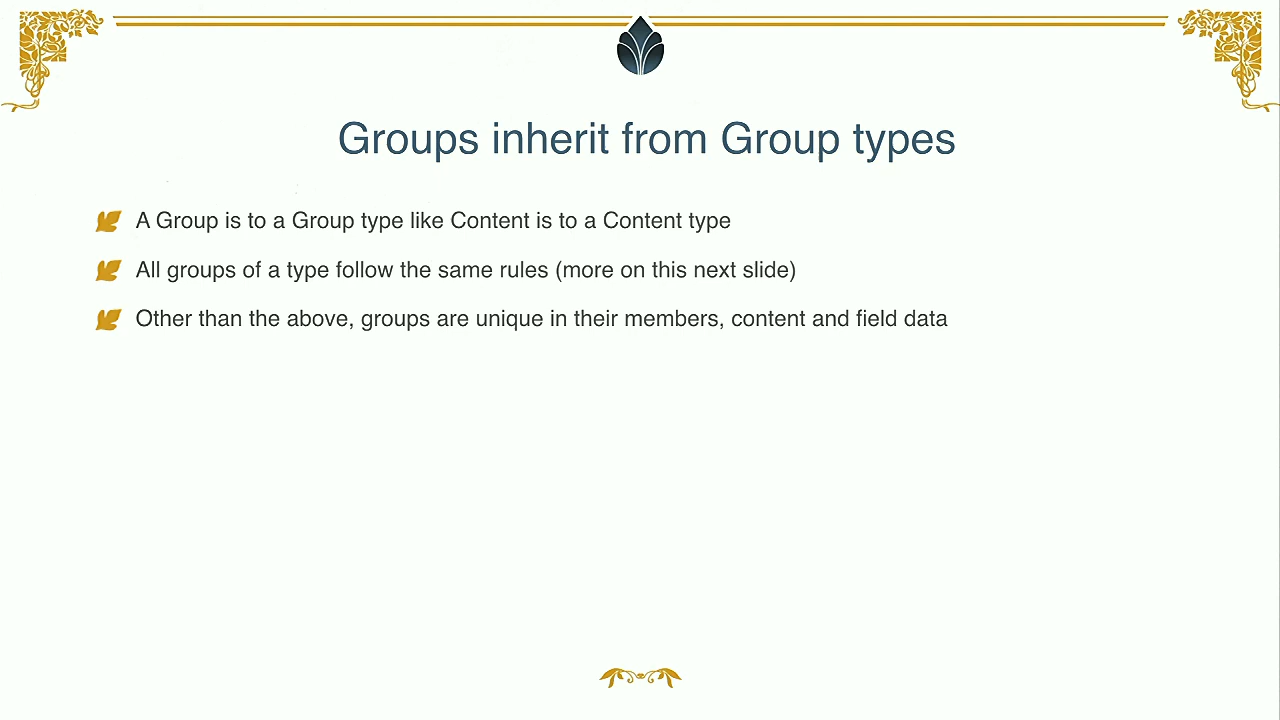 Groups inherit from Group types
A Group is to a Group type like Content is to a Content type
All groups of a type follow the same rules (more on this next slide)
Other than the above, groups are unique in their members, content and field data